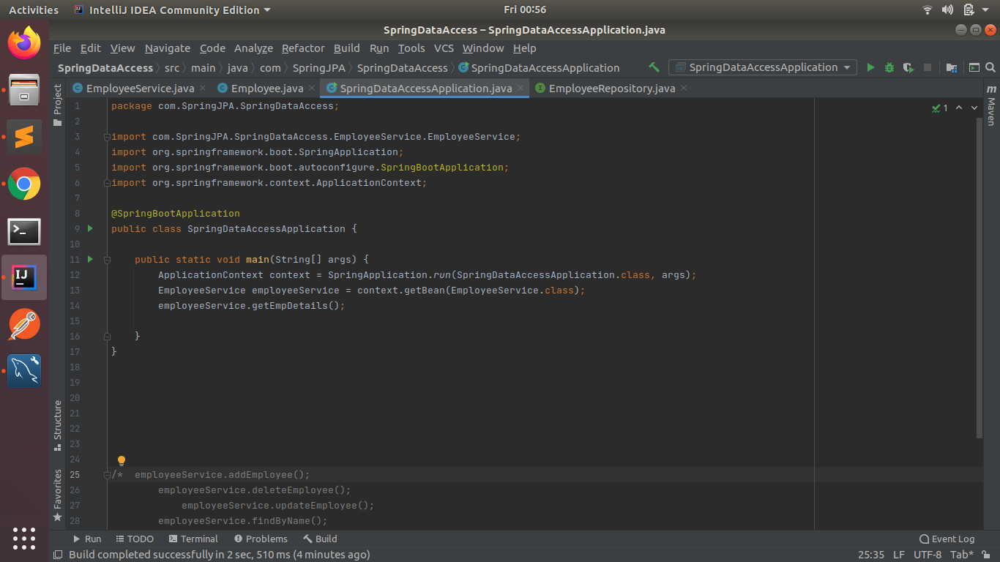 Activities
IntelliJ IDEA Community Edition
Fri 00:56
SpringDataAccess – SpringDataAccessApplication.java
File Edit View Navigate Code Analyze Refactor Build Run Tools VCS Window Help
SpringDataAccess src main java com SpringJPA SpringDataAccess SpringDataAccessApplication
SpringDataAccessApplication
EmployeeService.java Employee.java SpringDataAccessApplication.java EmployeeRepository.java
Project
Structure
Favorites
Maven
1
1 package com.SpringJPA.SpringDataAccess;
2
3 import com.SpringJPA.SpringDataAccess.EmployeeService.EmployeeService;
4 import org.springframework.boot.SpringApplication;
5 import org.springframework.boot.autoconfigure.SpringBootApplication;
6 import org.springframework.context.ApplicationContext;
7
8 @SpringBootApplication
9 public class SpringDataAccessApplication {
10
11     public static void main(String[] args) {
12         ApplicationContext context = SpringApplication.run(SpringDataAccessApplication.class, args);
13         EmployeeService employeeService = context.getBean(EmployeeService.class);
14         employeeService.getEmpDetails();
15
16     }
17 }
18
19
20
21
22
23
24
25 /*  employeeService.addEmployee();
26         employeeService.deleteEmployee();
27             employeeService.updateEmployee();
28         employeeService.findByName();
Run TODO Terminal Problems Build Event Log
Build completed successfully in 2 sec, 510 ms (4 minutes ago) 25:35 LF UTF-8 Tab*